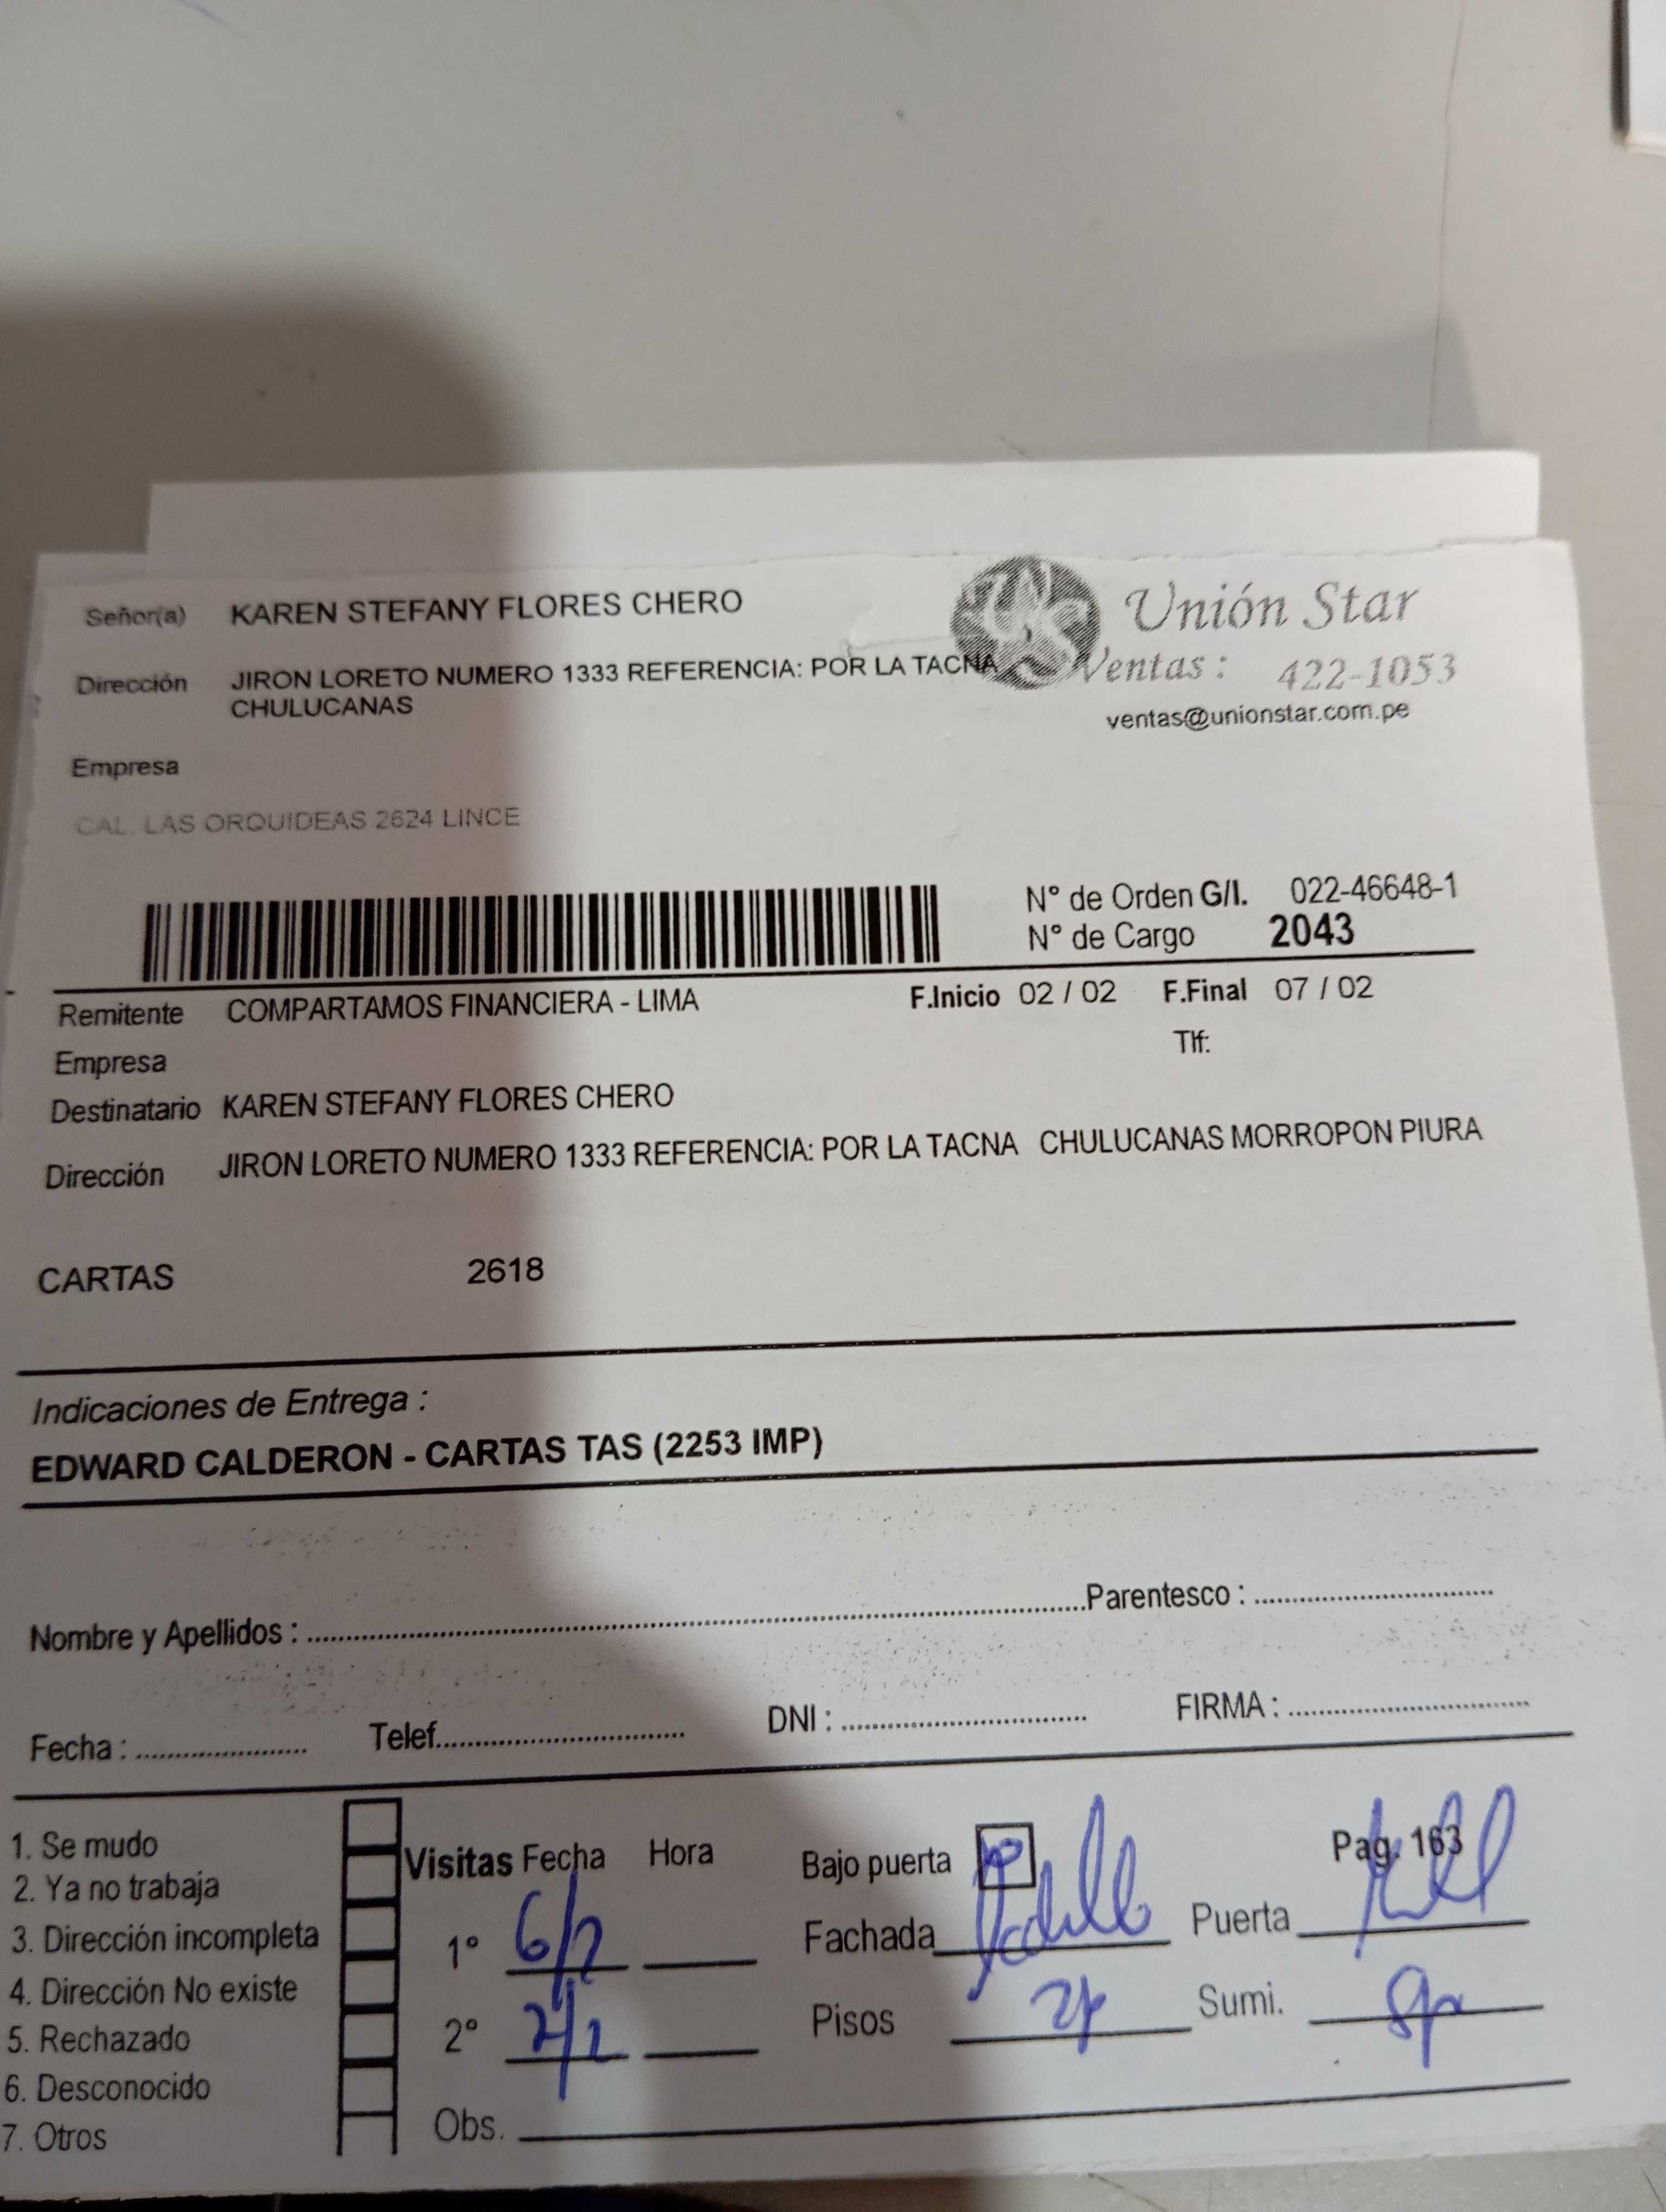 Señor(a) KAREN STEFANY FLORES CHERO
Unión Star
Dirección JIRON LORETO NUMERO 1333 REFERENCIA: POR LA TACNA
CHULUCANAS
Ventas : 422-1053
ventas@unionstar.com.pe
Empresa
CAL. LAS ORQUIDEAS 2624 LINCE
N° de Orden G/I. 022-46648-1
N° de Cargo 2043
Remitente COMPARTAMOS FINANCIERA - LIMA F.Inicio 02 / 02 F.Final 07 / 02
Empresa Tlf:
Destinatario KAREN STEFANY FLORES CHERO
Dirección JIRON LORETO NUMERO 1333 REFERENCIA: POR LA TACNA CHULUCANAS MORROPON PIURA
CARTAS 2618
Indicaciones de Entrega :
EDWARD CALDERON - CARTAS TAS (2253 IMP)
Nombre y Apellidos : Parentesco :
Fecha : Telef. DNI : FIRMA :
1. Se mudo
2. Ya no trabaja
3. Dirección incompleta
4. Dirección No existe
5. Rechazado
6. Desconocido
7. Otros
Visitas Fecha Hora
1°
2°
Obs.
Bajo puerta Pag. 163
Fachada Puerta
Pisos 2p Sumi.